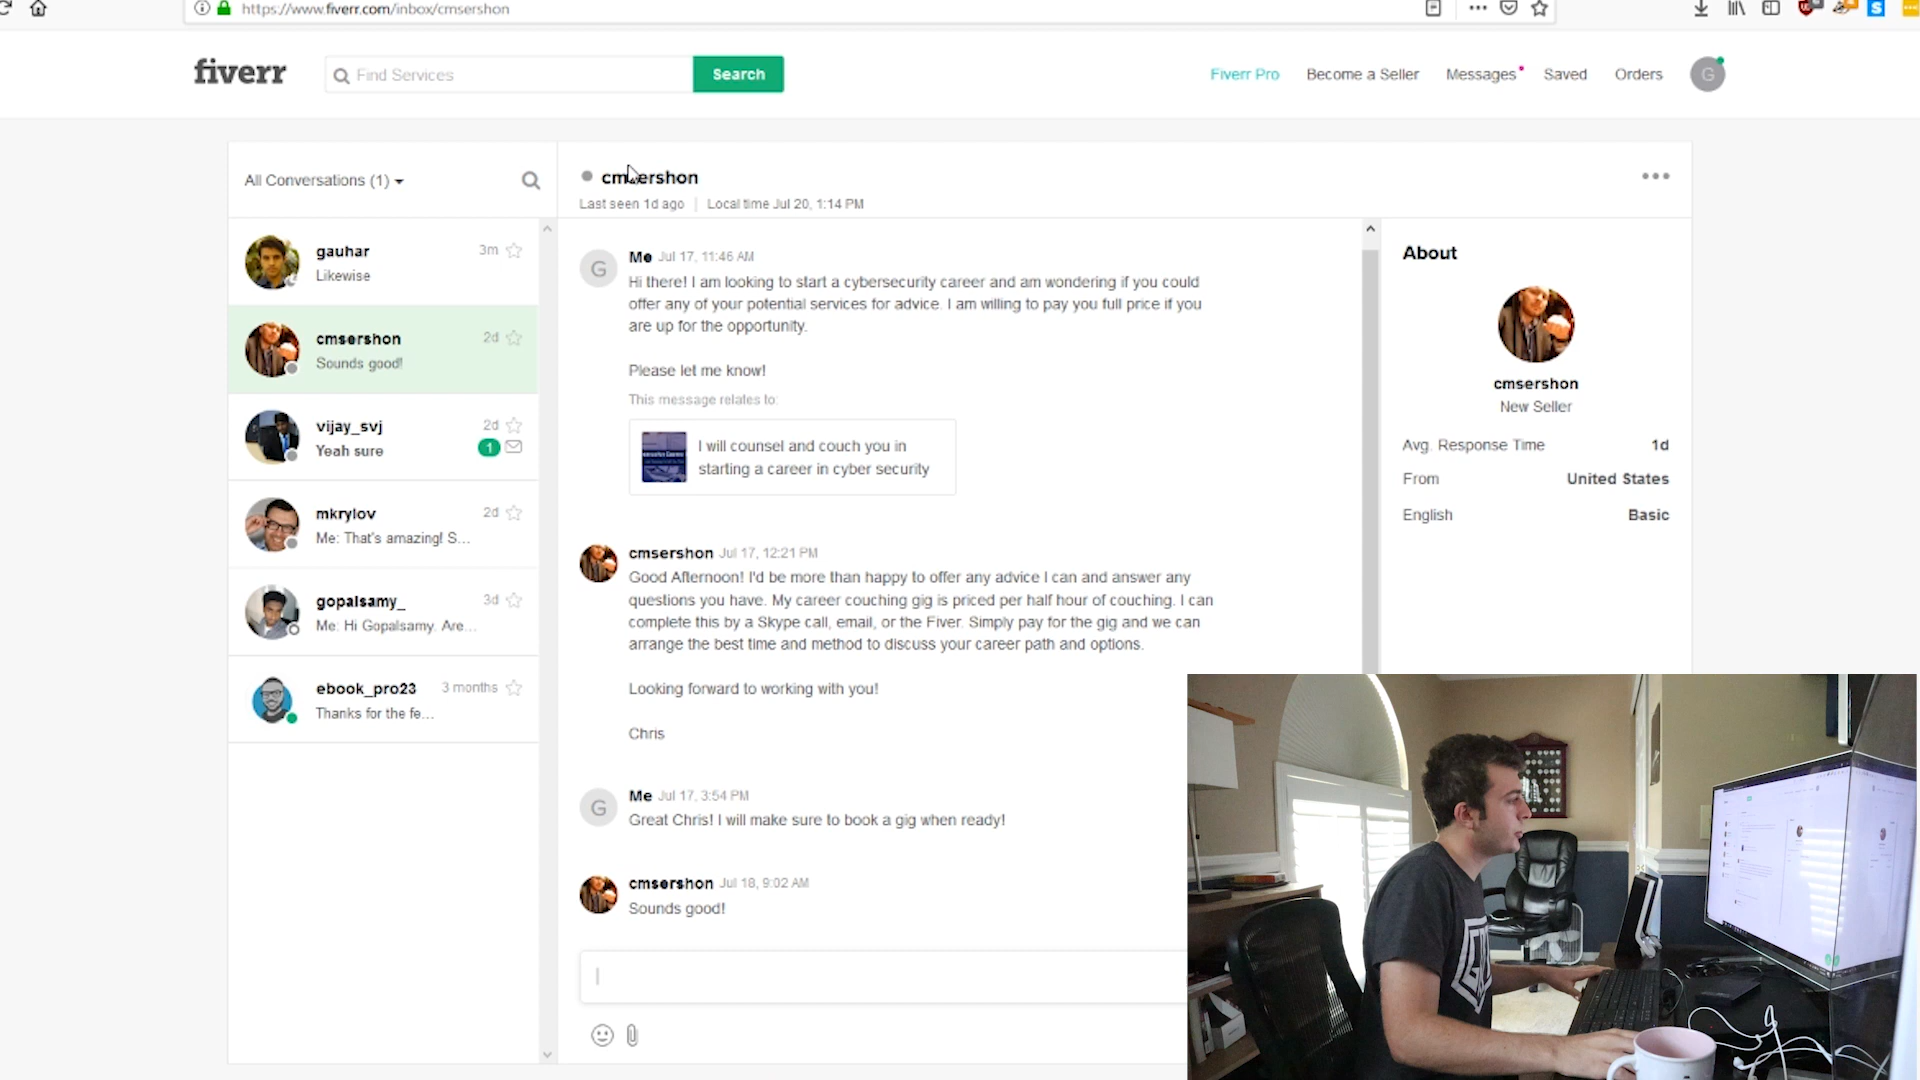 https://www.fiverr.com/inbox/cmsershon
fiverr
Find Services
Search
Fiverr Pro
Become a Seller
Messages
Saved
Orders
G
All Conversations (1)
cmsershon
Last seen 1d ago | Local time Jul 20, 1:14 PM
gauhar
3m
Likewise
cmsershon
2d
Sounds good!
vijay_svj
2d
Yeah sure
1
mkrylov
2d
Me: That's amazing! S...
gopalsamy_
3d
Me: Hi Gopalsamy. Are...
ebook_pro23
3 months
Thanks for the fe...
G
Me Jul 17, 11:46 AM
Hi there! I am looking to start a cybersecurity career and am wondering if you could
offer any of your potential services for advice. I am willing to pay you full price if you
are up for the opportunity.
Please let me know!
This message relates to:
I will counsel and couch you in
starting a career in cyber security
cmsershon Jul 17, 12:21 PM
Good Afternoon! I'd be more than happy to offer any advice I can and answer any
questions you have. My career couching gig is priced per half hour of couching. I can
complete this by a Skype call, email, or the Fiver. Simply pay for the gig and we can
arrange the best time and method to discuss your career path and options.
Looking forward to working with you!
Chris
G
Me Jul 17, 3:54 PM
Great Chris! I will make sure to book a gig when ready!
cmsershon Jul 18, 9:02 AM
Sounds good!
About
cmsershon
New Seller
Avg. Response Time 1d
From United States
English Basic